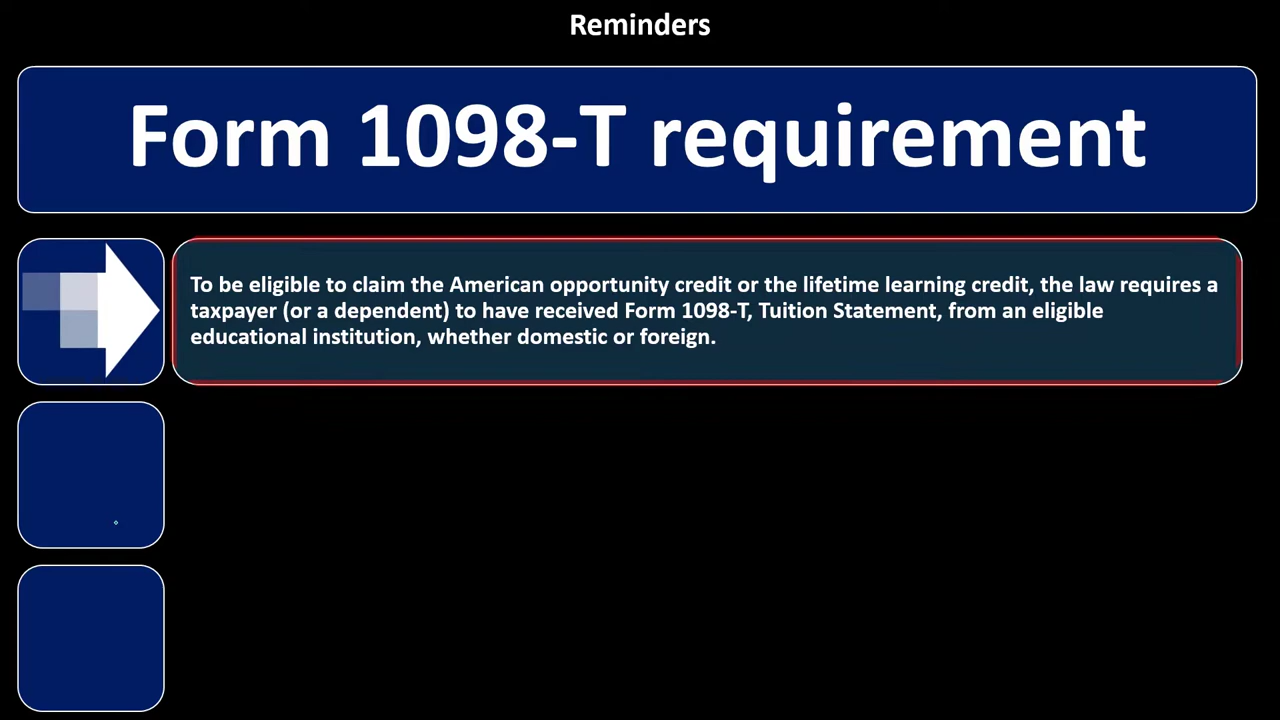 Reminders
Form 1098-T requirement
To be eligible to claim the American opportunity credit or the lifetime learning credit, the law requires a
taxpayer (or a dependent) to have received Form 1098-T, Tuition Statement, from an eligible
educational institution, whether domestic or foreign.